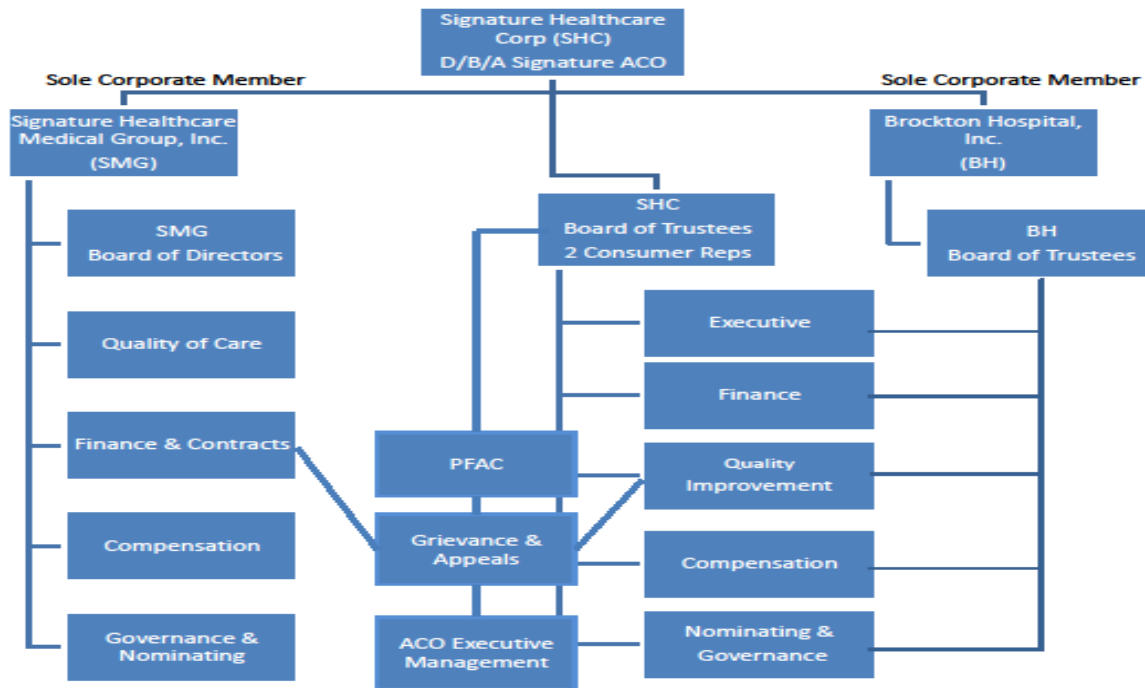 Signature Healthcare
Corp (SHC)
D/B/A Signature ACO
Sole Corporate Member
Sole Corporate Member
Signature Healthcare
Medical Group, Inc.
(SMG)
Brockton Hospital,
Inc.
(BH)
SMG
Board of Directors
SHC
Board of Trustees
2 Consumer Reps
BH
Board of Trustees
Quality of Care
Executive
Finance & Contracts
Finance
PFAC
Quality
Improvement
Compensation
Grievance &
Appeals
Compensation
Governance &
Nominating
ACO Executive
Management
Nominating &
Governance